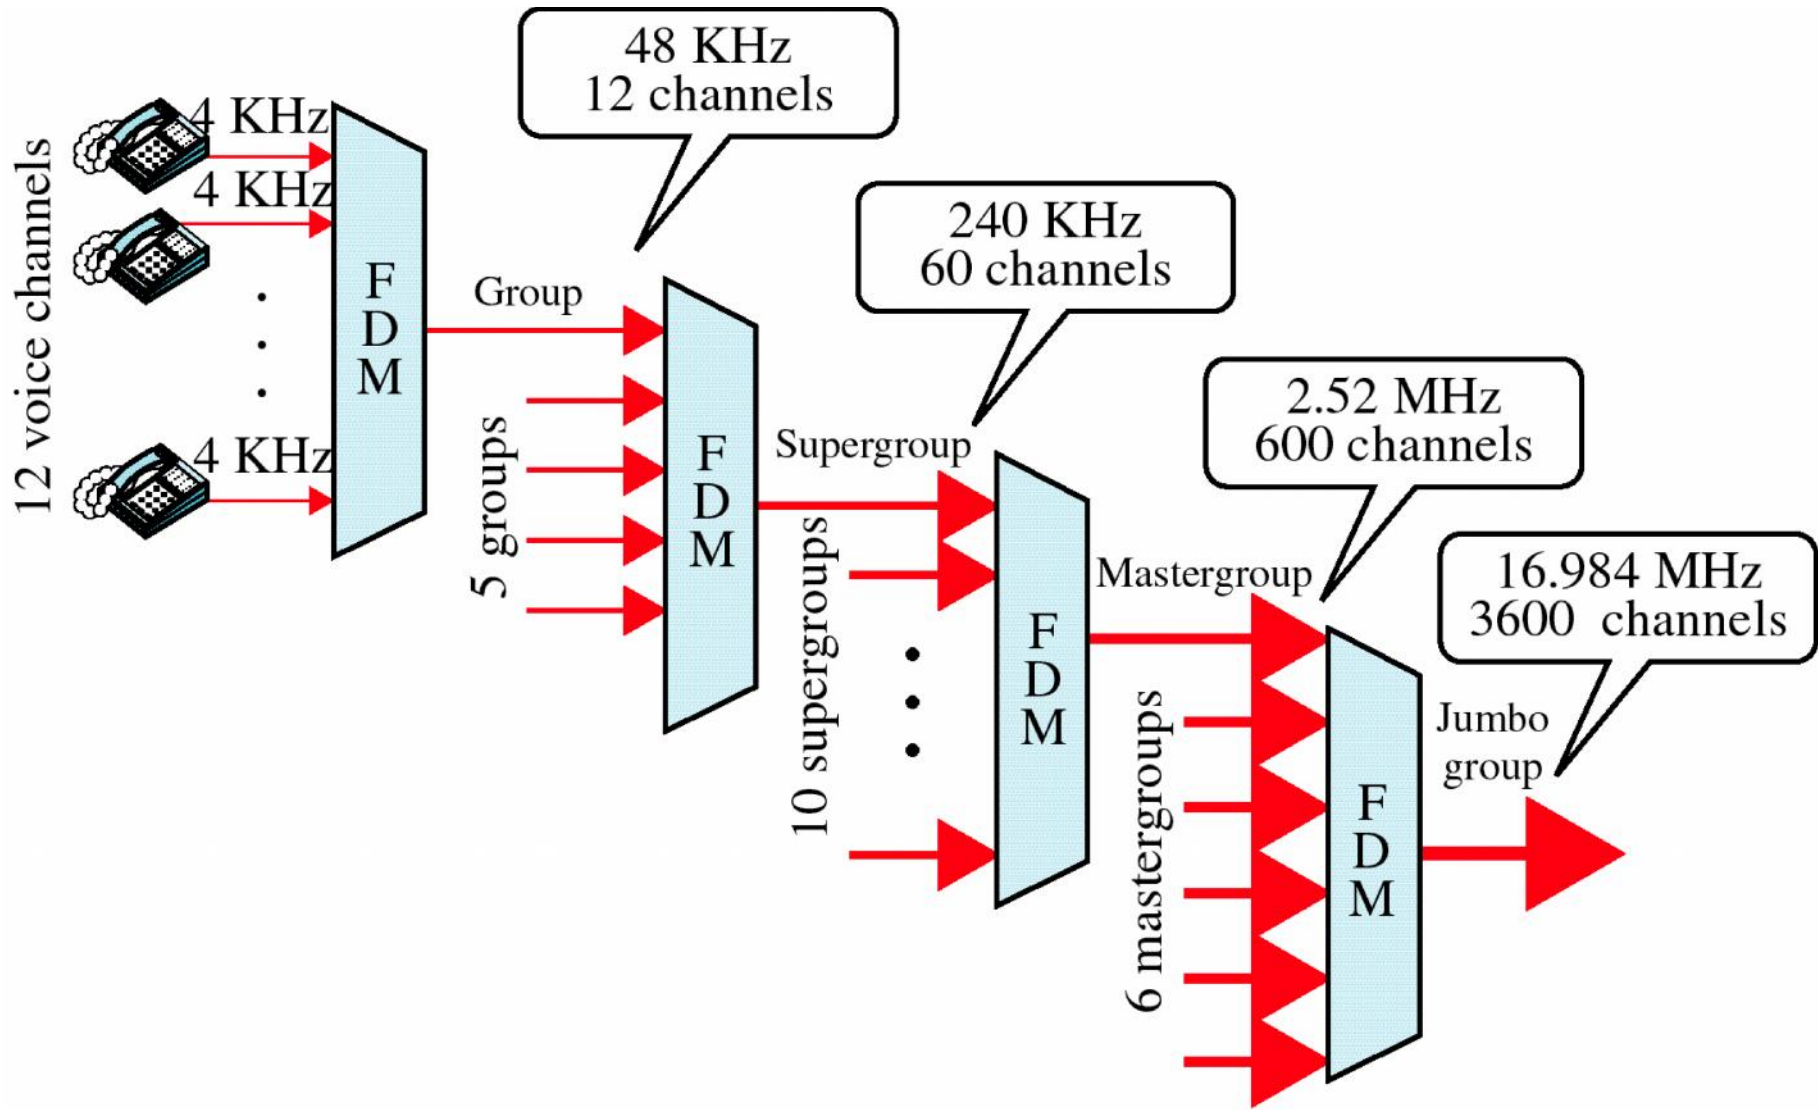 12 voice channels
4 KHz
4 KHz
4 KHz
F
D
M
48 KHz
12 channels
Group
5 groups
F
D
M
240 KHz
60 channels
Supergroup
10 supergroups
F
D
M
2.52 MHz
600 channels
Mastergroup
6 mastergroups
F
D
M
16.984 MHz
3600 channels
Jumbo
group